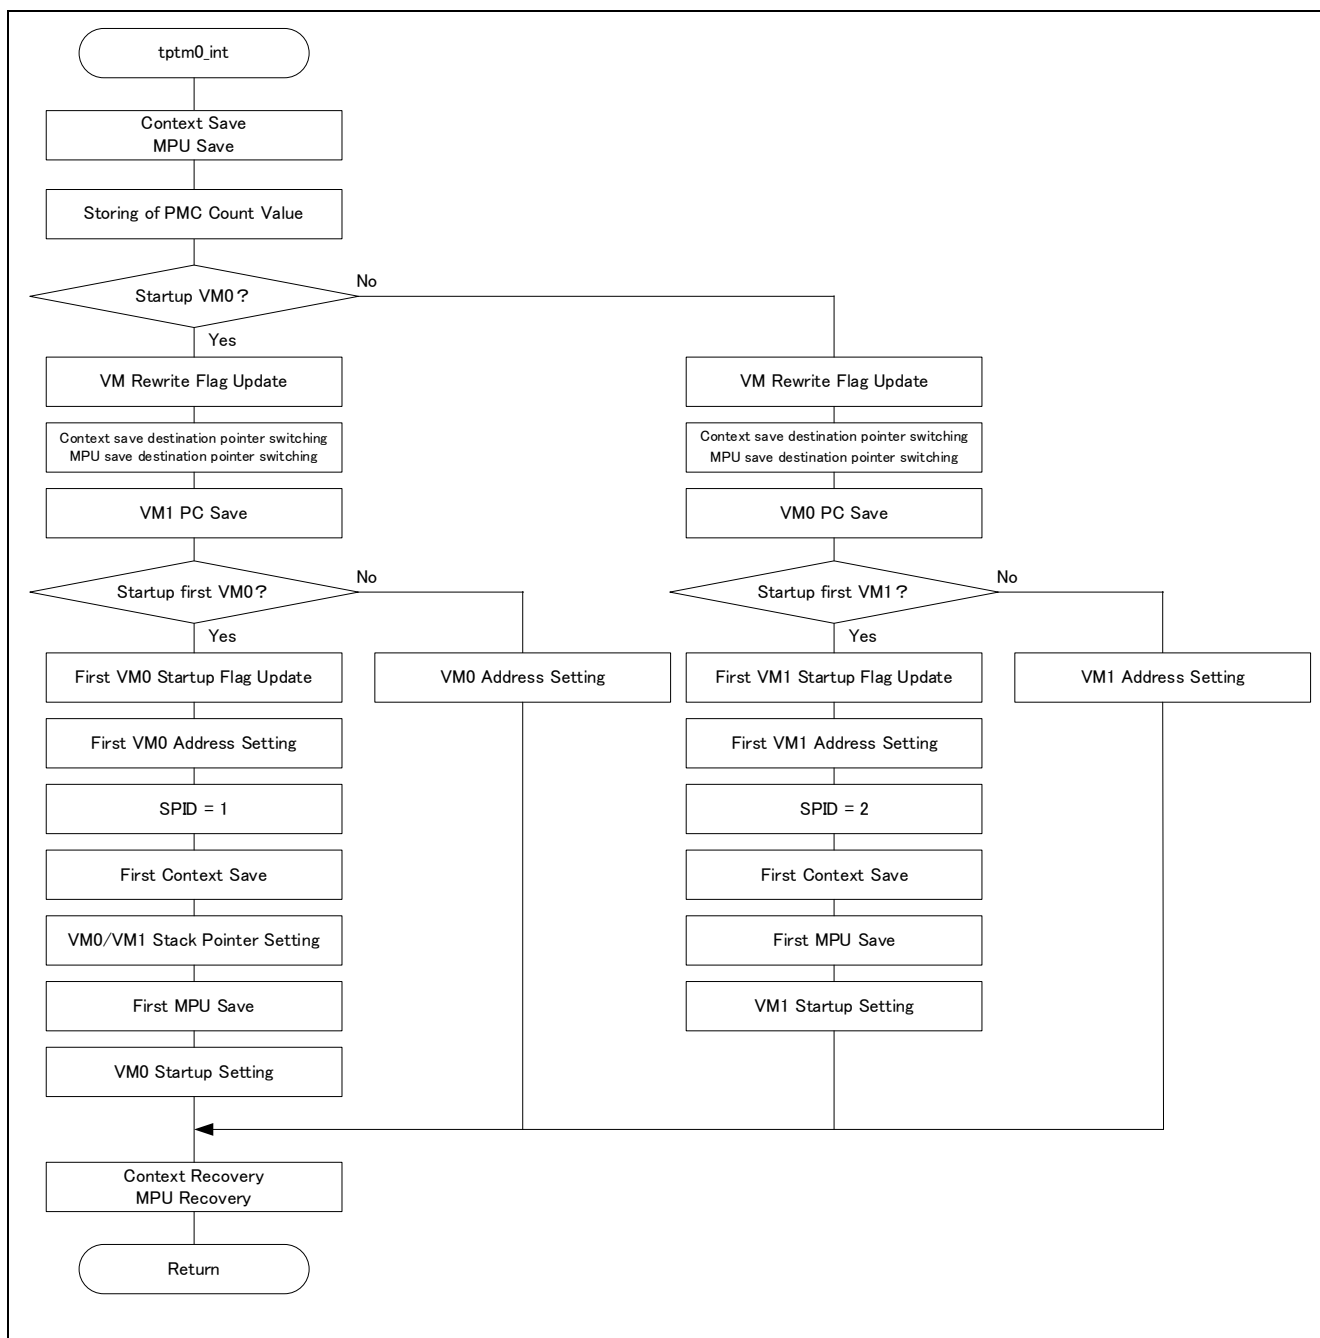 tptm0_int
Context Save
MPU Save
Storing of PMC Count Value
Startup VM0?
No
Yes
VM Rewrite Flag Update
Context save destination pointer switching
MPU save destination pointer switching
VM1 PC Save
Startup first VM0?
No
Yes
First VM0 Startup Flag Update
VM0 Address Setting
First VM0 Address Setting
SPID = 1
First Context Save
VM0/VM1 Stack Pointer Setting
First MPU Save
VM0 Startup Setting
VM Rewrite Flag Update
Context save destination pointer switching
MPU save destination pointer switching
VM0 PC Save
Startup first VM1?
No
Yes
First VM1 Startup Flag Update
VM1 Address Setting
First VM1 Address Setting
SPID = 2
First Context Save
First MPU Save
VM1 Startup Setting
Context Recovery
MPU Recovery
Return